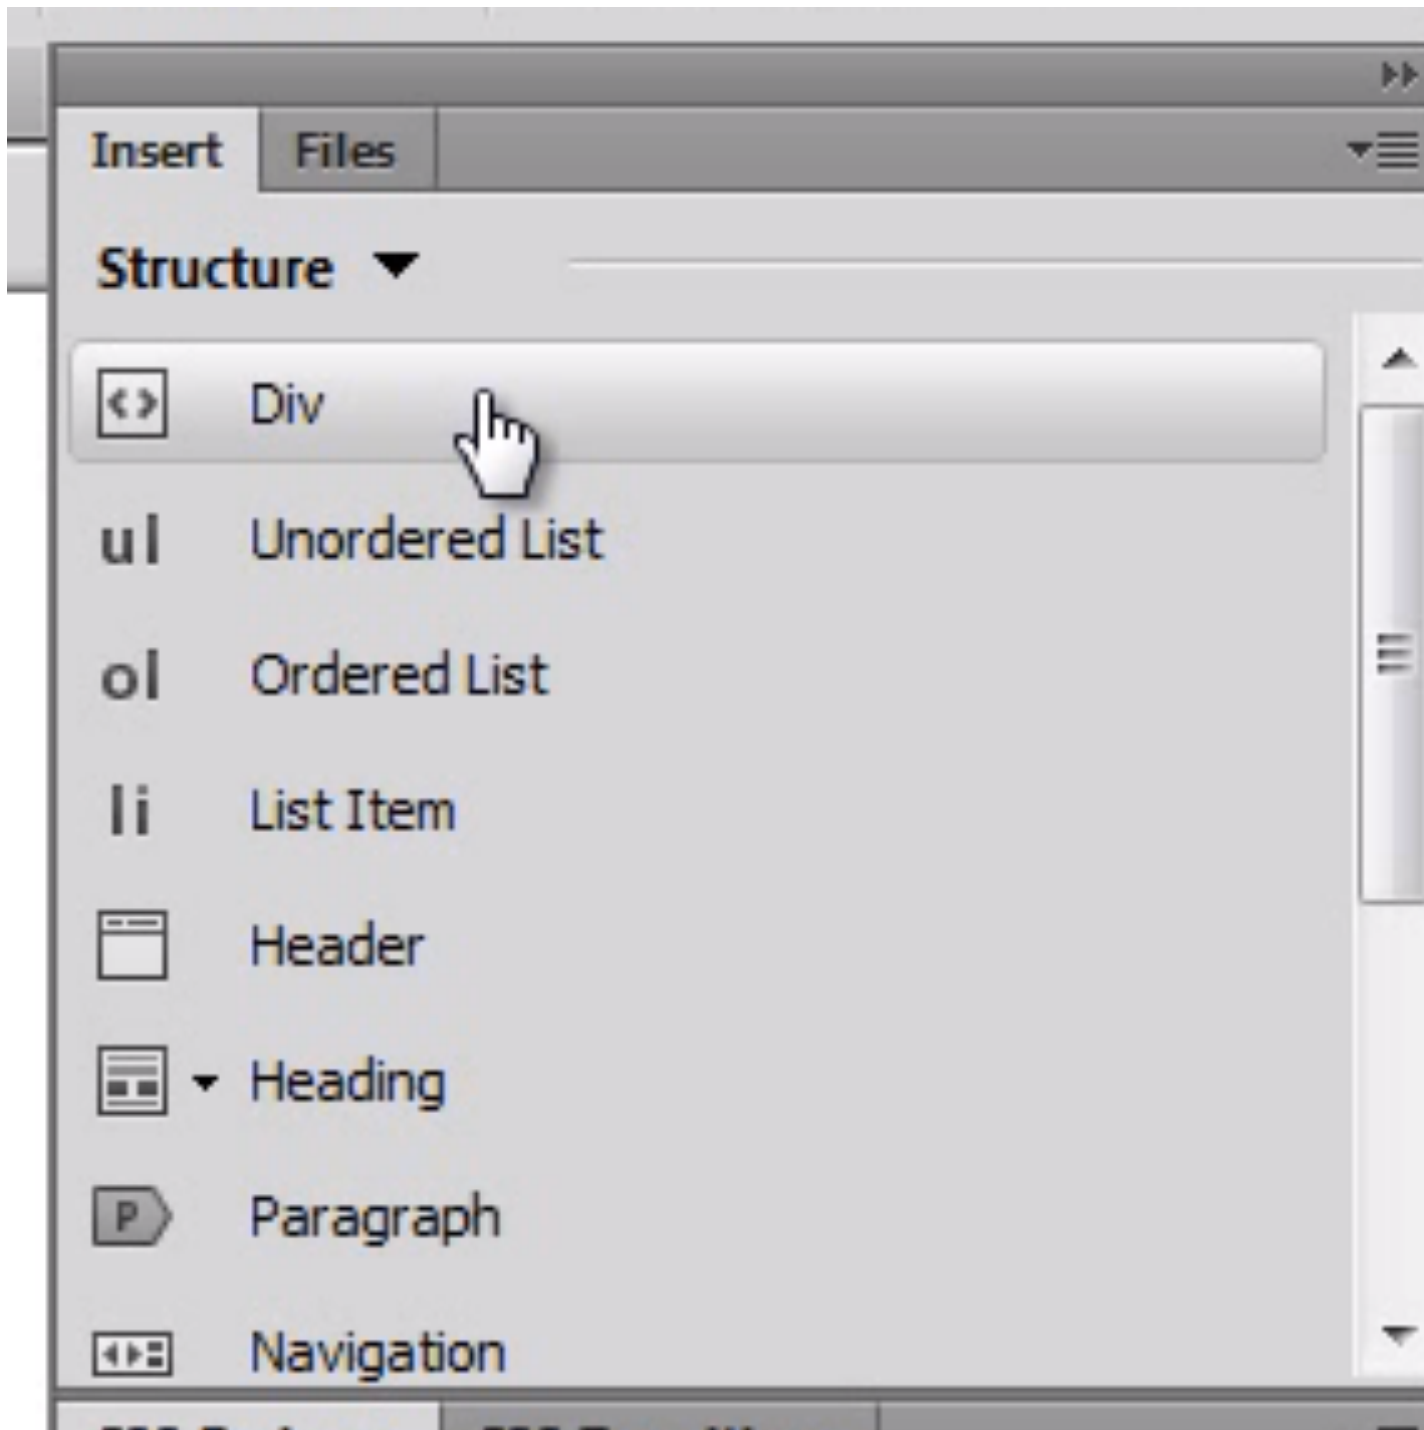 Insert Files
Structure
Div
ul Unordered List
ol Ordered List
li List Item
Header
Heading
P Paragraph
Navigation